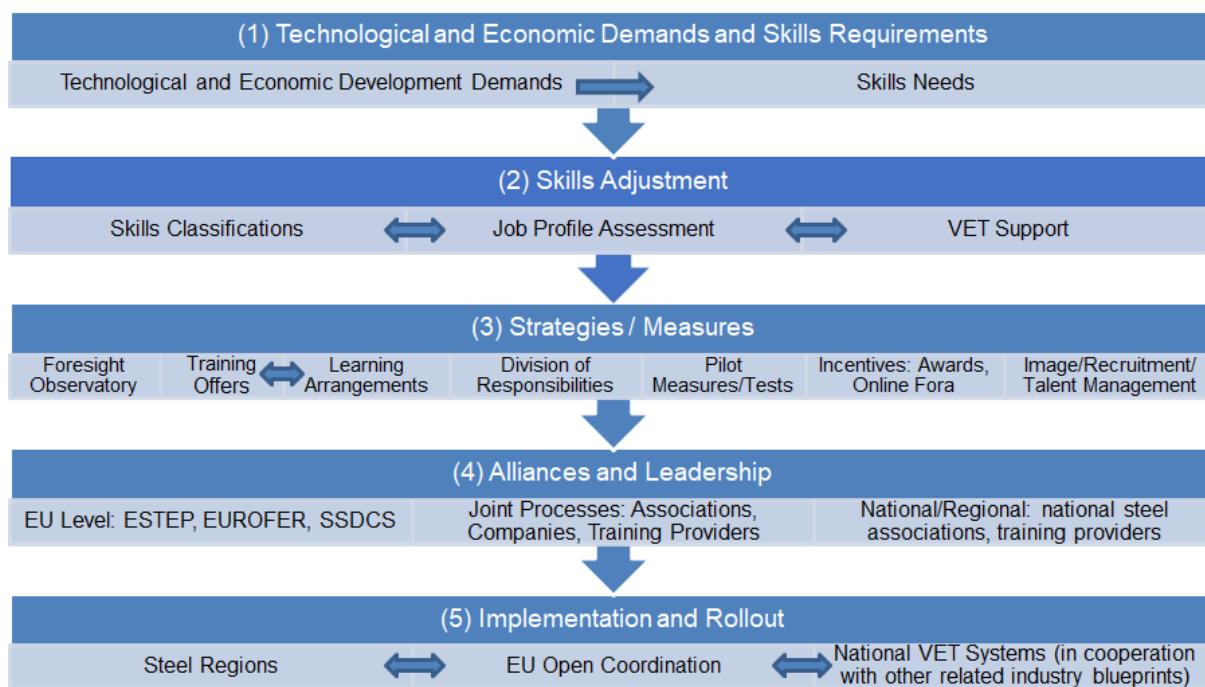 (1) Technological and Economic Demands and Skills Requirements
Technological and Economic Development Demands
Skills Needs
(2) Skills Adjustment
Skills Classifications
Job Profile Assessment
VET Support
(3) Strategies / Measures
Foresight
Observatory
Training
Offers
Learning
Arrangements
Division of
Responsibilities
Pilot
Measures/Tests
Incentives: Awards,
Online Fora
Image/Recruitment/
Talent Management
(4) Alliances and Leadership
EU Level: ESTEP, EUROFER, SSDCS
Joint Processes: Associations,
Companies, Training Providers
National/Regional: national steel
associations, training providers
(5) Implementation and Rollout
Steel Regions
EU Open Coordination
National VET Systems (in cooperation
with other related industry blueprints)